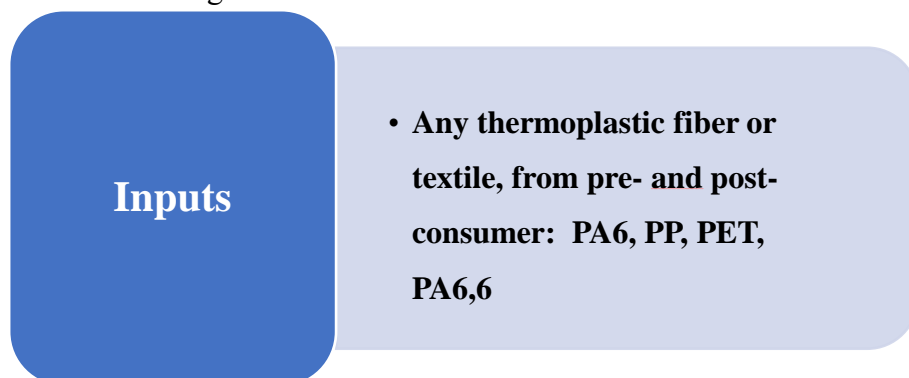 Inputs
• Any thermoplastic fiber or
textile, from pre- and post-
consumer:  PA6, PP, PET,
PA6,6